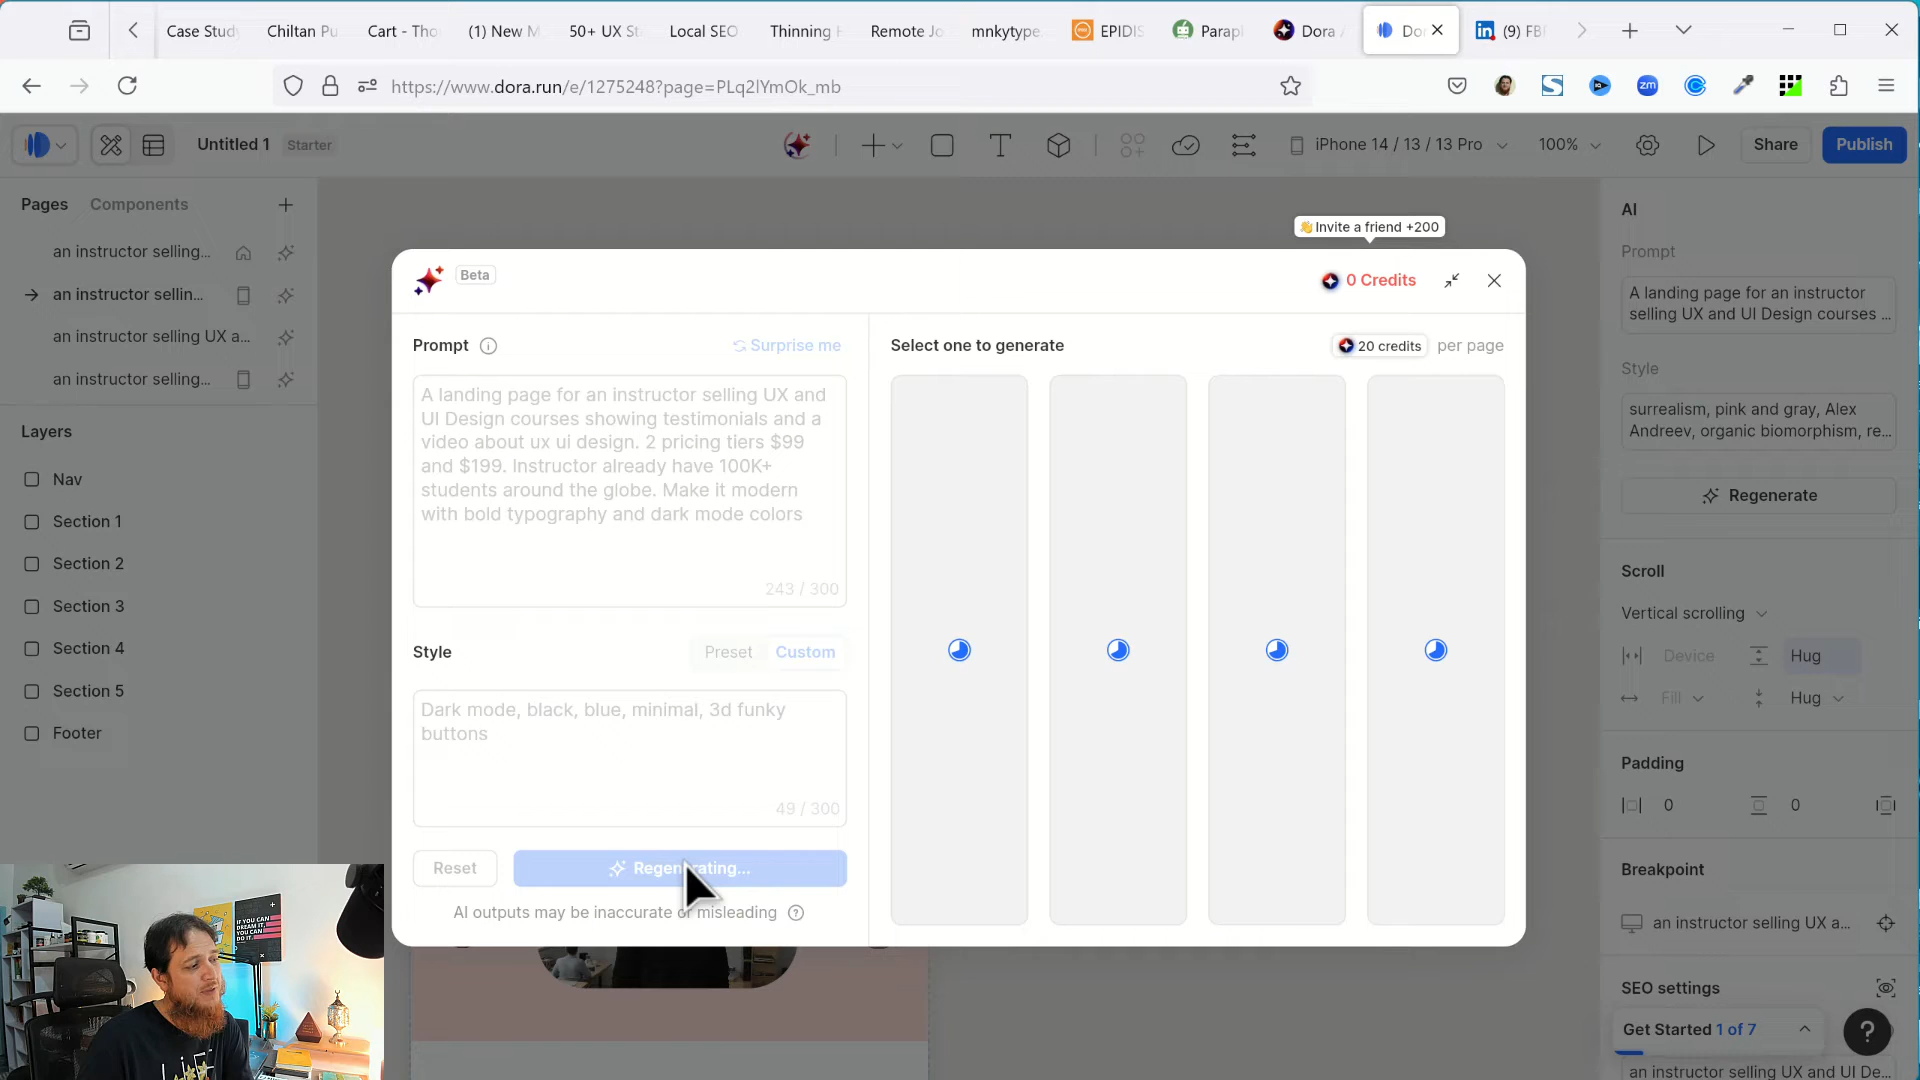 Case Study
Chiltan Pu
Cart - Tho
(1) New M
50+ UX St
Local SEO
Thinning F
Remote Jo
mnkytype.
EPIDIS
Parap
Dora A
Do
(9) FBF
https://www.dora.run/e/1275248?page=PLq2lYmOk_mb
zm
Untitled 1
Starter
iPhone 14 / 13 / 13 Pro
100%
Share
Publish
Pages
Components
an instructor selling...
an instructor sellin...
an instructor selling UX a...
an instructor selling...
Layers
Nav
Section 1
Section 2
Section 3
Section 4
Section 5
Footer
👋 Invite a friend +200
Beta
0 Credits
Prompt
Surprise me
A landing page for an instructor selling UX and
UI Design courses showing testimonials and a
video about ux ui design. 2 pricing tiers $99
and $199. Instructor already have 100K+
students around the globe. Make it modern
with bold typography and dark mode colors
243 / 300
Style
Preset
Custom
Dark mode, black, blue, minimal, 3d funky
buttons
49 / 300
Reset
Regenerating...
AI outputs may be inaccurate or misleading
Select one to generate
20 credits
per page
AI
Prompt
A landing page for an instructor
selling UX and UI Design courses ...
Style
surrealism, pink and gray, Alex
Andreev, organic biomorphism, re...
Regenerate
Scroll
Vertical scrolling
Device
Hug
Fill
Hug
Padding
0
0
Breakpoint
an instructor selling UX a...
SEO settings
Get Started 1 of 7
?
an instructor selling UX and UI De...
IF YOU CAN
DREAM IT,
YOU CAN
DO IT.
LiFE